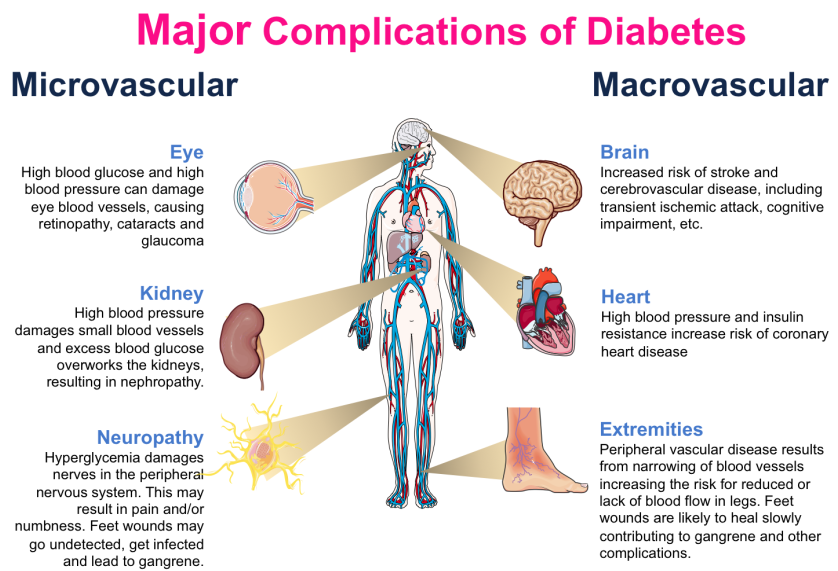 Major Complications of Diabetes
Microvascular
Macrovascular
Eye
High blood glucose and high
blood pressure can damage
eye blood vessels, causing
retinopathy, cataracts and
glaucoma
Kidney
High blood pressure
damages small blood vessels
and excess blood glucose
overworks the kidneys,
resulting in nephropathy.
Neuropathy
Hyperglycemia damages
nerves in the peripheral
nervous system. This may
result in pain and/or
numbness. Feet wounds may
go undetected, get infected
and lead to gangrene.
Brain
Increased risk of stroke and
cerebrovascular disease, including
transient ischemic attack, cognitive
impairment, etc.
Heart
High blood pressure and insulin
resistance increase risk of coronary
heart disease
Extremities
Peripheral vascular disease results
from narrowing of blood vessels
increasing the risk for reduced or
lack of blood flow in legs. Feet
wounds are likely to heal slowly
contributing to gangrene and other
complications.